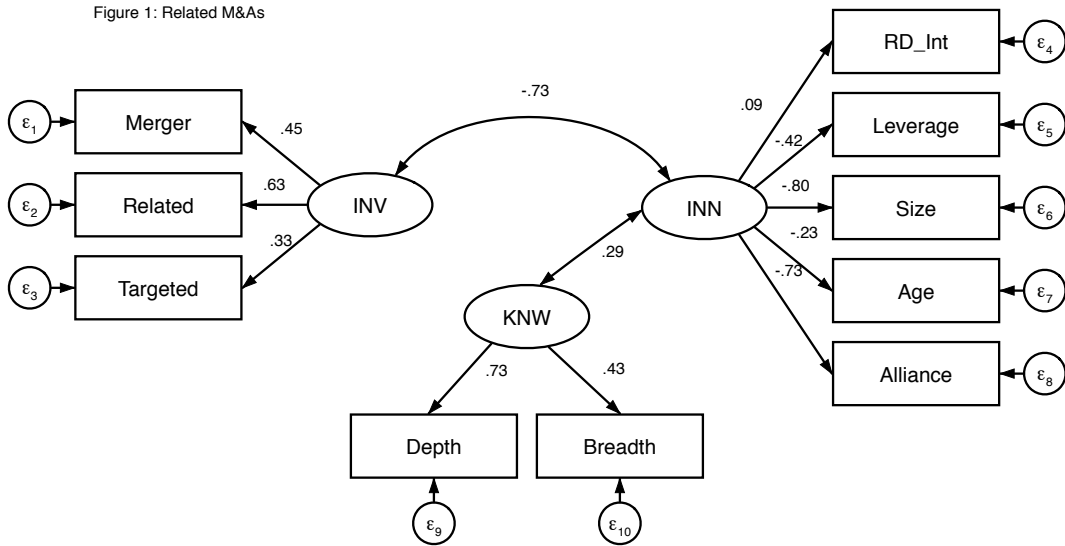 Figure 1: Related M&As
RD_Int
ε4
-.73
.09
Merger
ε1
.45
Leverage
ε5
-.42
.63
-.80
Related
ε2
INV
INN
Size
ε6
.33
-.23
.29
-.73
Targeted
ε3
Age
ε7
KNW
.73
.43
Alliance
ε8
Depth
Breadth
ε9
ε10